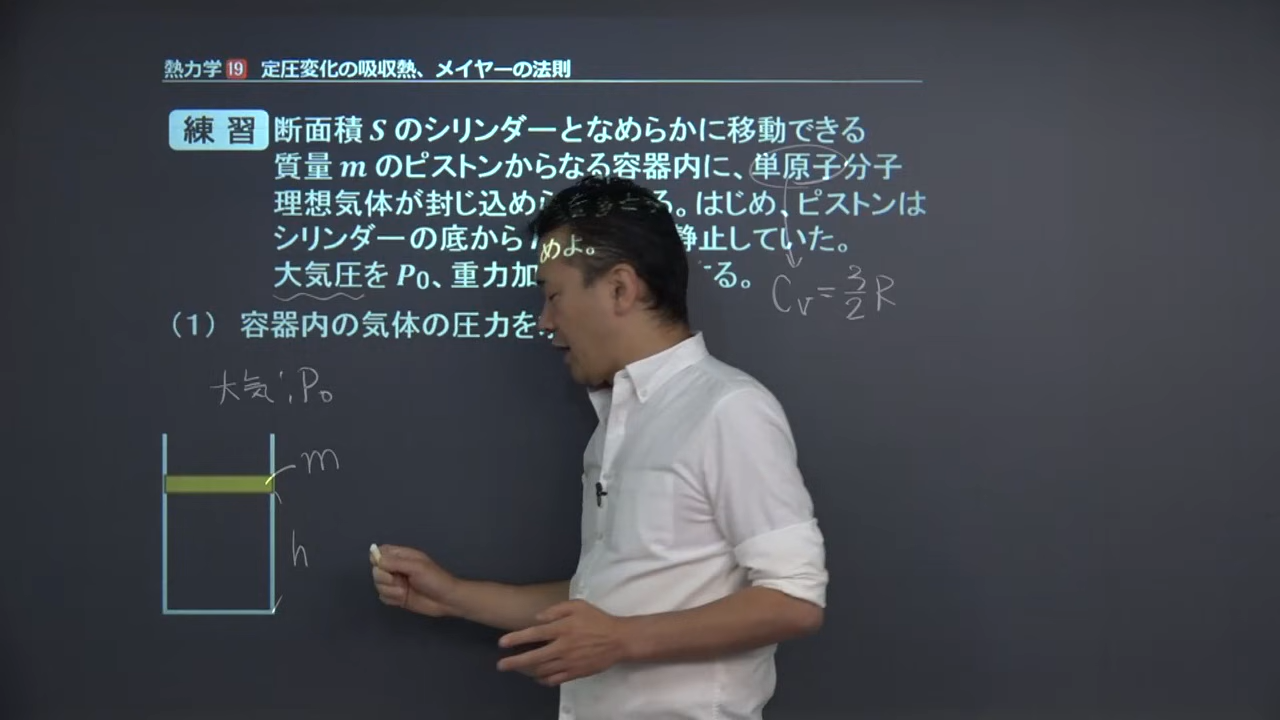 熱力学19 定圧変化の吸収熱、メイヤーの法則
練習 断面積 S のシリンダーとなめらかに移動できる
質量 m のピストンからなる容器内に、単原子分子
理想気体が封じ込め る。はじめ、ピストンは
シリンダーの底から 静止していた。
大気圧を P₀、重力加 する。
(1) 容器内の気体の圧力を めよ。
Cv=3/2 R
大気:P₀
m
h